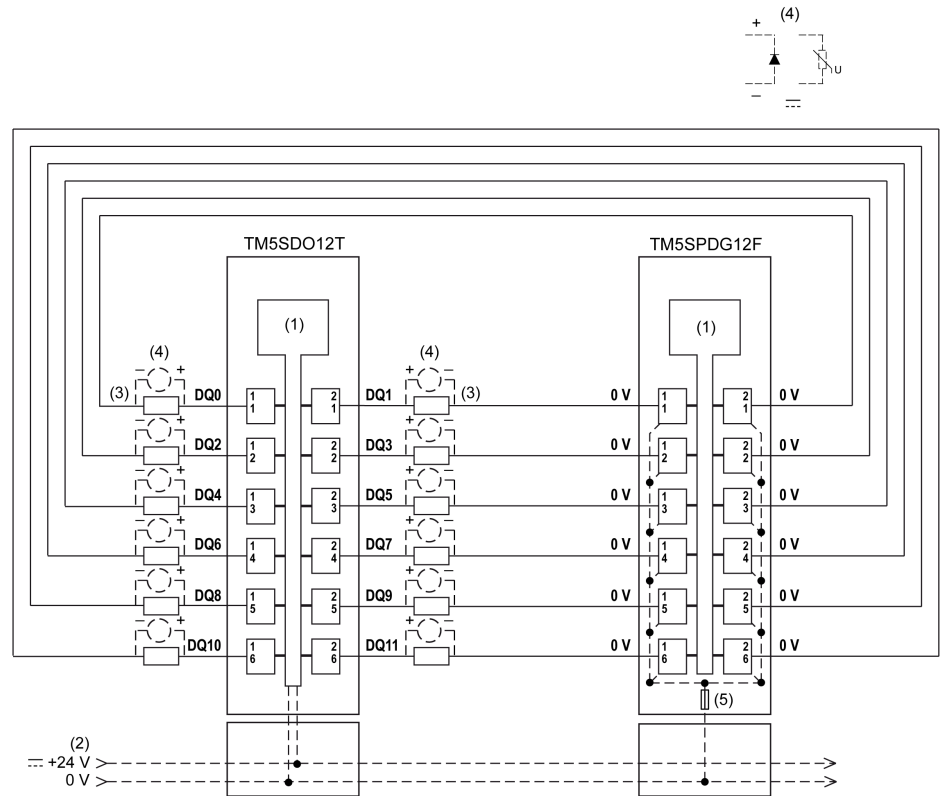 + (4)
U
−
TM5SDO12T TM5SPDG12F
(1) (1)
(4) (4)
− + + −
(3) DQ0 1 1 2 1 DQ1 (3) 0 V 1 1 2 1 0 V
− + + −
DQ2 1 2 2 2 DQ3 0 V 1 2 2 2 0 V
− + + −
DQ4 1 3 2 3 DQ5 0 V 1 3 2 3 0 V
− + + −
DQ6 1 4 2 4 DQ7 0 V 1 4 2 4 0 V
− + + −
DQ8 1 5 2 5 DQ9 0 V 1 5 2 5 0 V
− + + −
DQ10 1 6 2 6 DQ11 0 V 1 6 2 6 0 V
(5)
(2)
+24 V
0 V